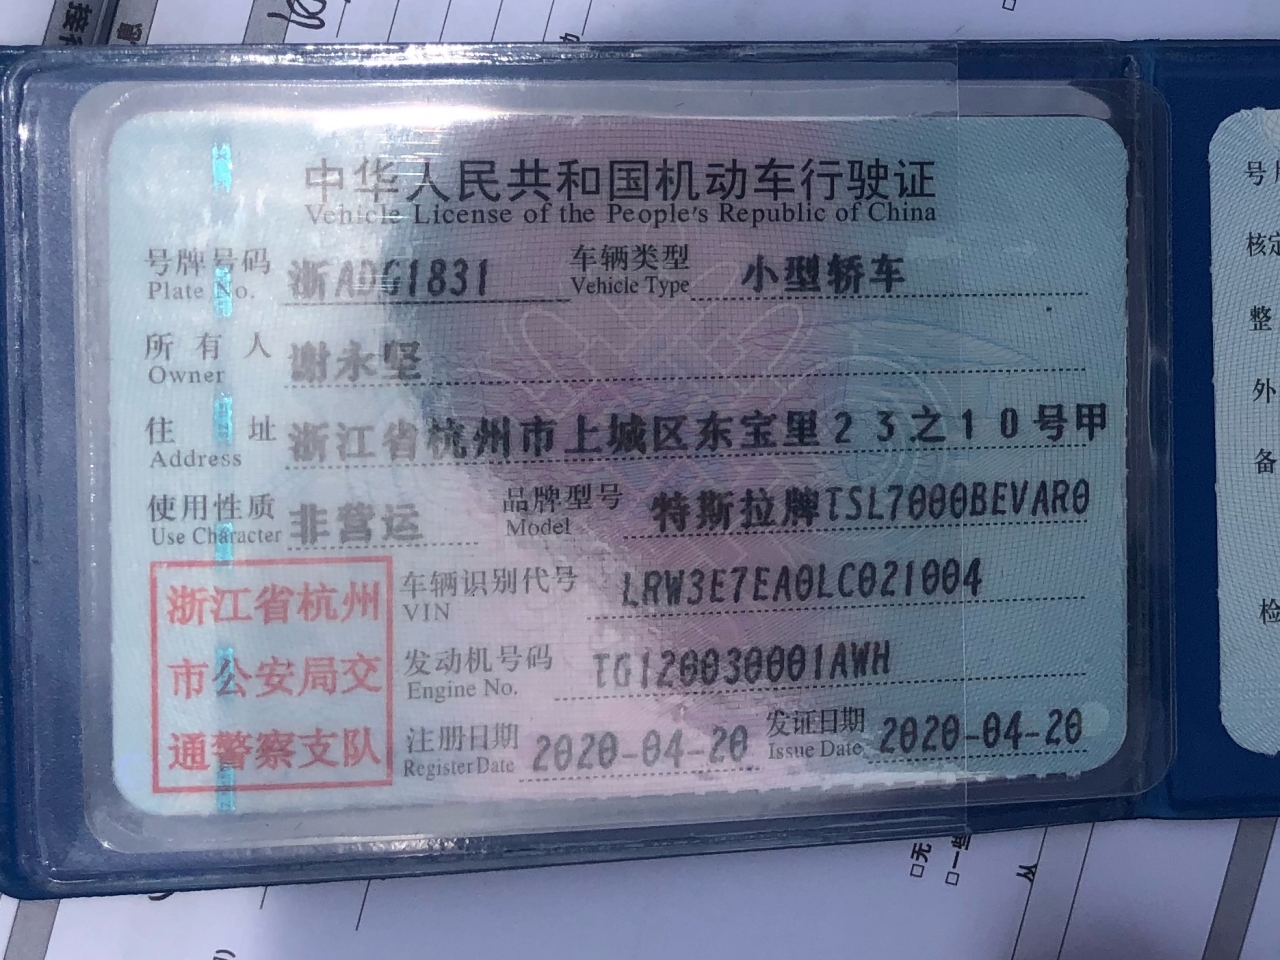 中华人民共和国机动车行驶证
Vehicle License of the People's Republic of China
号牌号码 浙ADG1831 车辆类型 小型轿车
Plate No. Vehicle Type
所有人 谢永坚
Owner
住址 浙江省杭州市上城区东宝里23之10号甲
Address
使用性质 非营运 品牌型号 特斯拉牌TSL7000BEVAR0
Use Character Model
浙江省杭州
市公安局交
通警察支队
车辆识别代号 LRW3E7EA0LC021004
VIN
发动机号码 TG120030001AWH
Engine No.
注册日期 2020-04-20 发证日期 2020-04-20
Register Date Issue Date
号
核定
整
外
备
检
□无
□一些
从